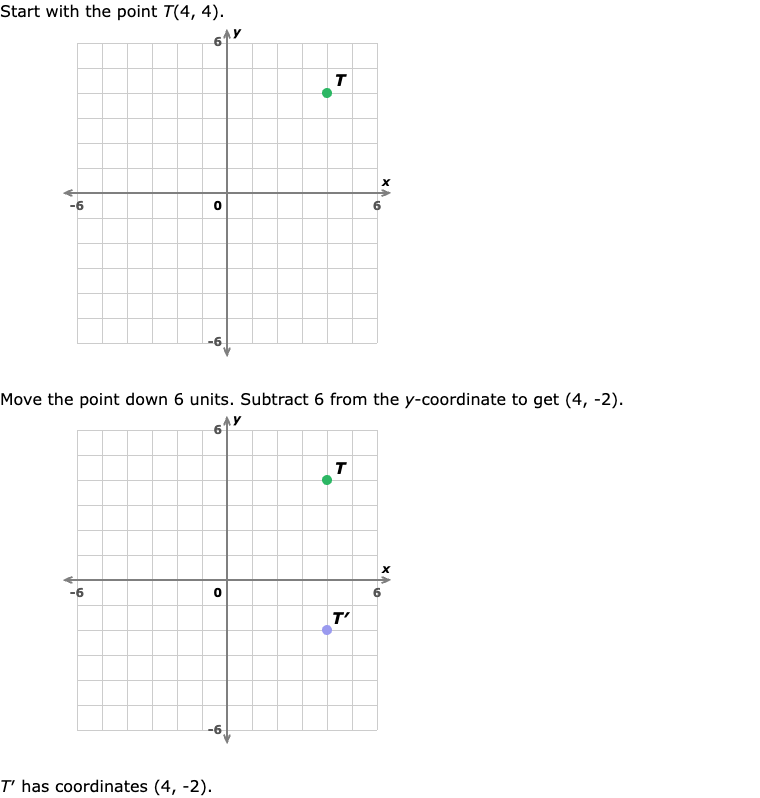 Start with the point T(4, 4).
6 y
T
x
-6 0 6
-6
Move the point down 6 units. Subtract 6 from the y-coordinate to get (4, -2).
6 y
T
x
-6 0 6
T′
-6
T′ has coordinates (4, -2).